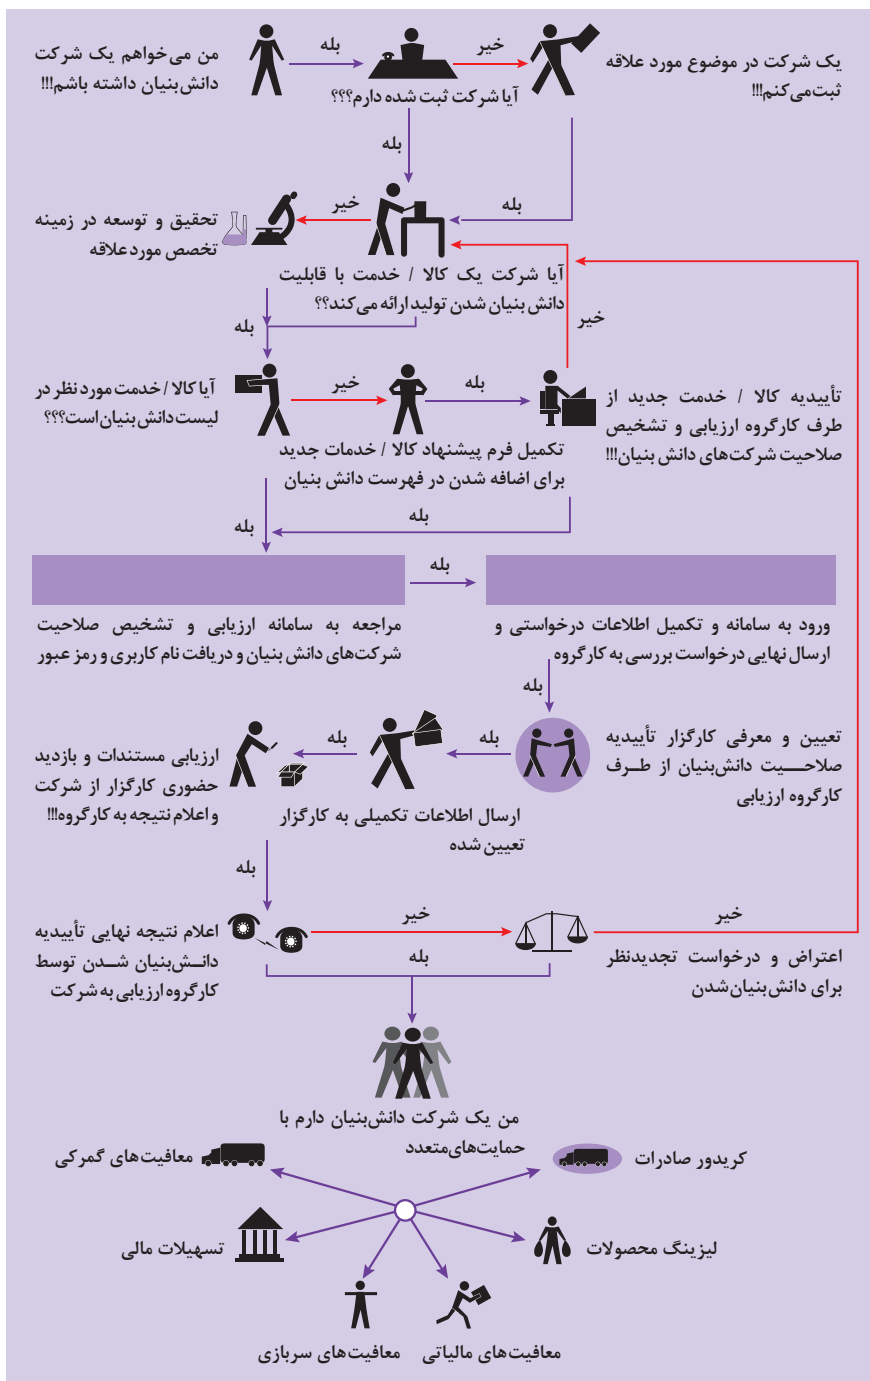 من می‌خواهم یک شرکت
دانش‌بنیان داشته باشم!!!
بله
آیا شرکت ثبت شده دارم؟؟؟
خیر
یک شرکت در موضوع مورد علاقه
ثبت‌می‌کنم!!!
بله
بله
خیر
تحقیق و توسعه در زمینه
تخصص مورد علاقه
آیا شرکت یک کالا / خدمت با قابلیت
دانش‌بنیان شدن تولید ارائه می‌کند؟؟
بله
خیر
آیا کالا / خدمت مورد نظر در
لیست دانش‌بنیان است؟؟؟
خیر
تکمیل فرم پیشنهاد کالا / خدمات جدید
برای اضافه شدن در فهرست دانش بنیان
بله
تأییدیه کالا / خدمت جدید از
طرف کارگروه ارزیابی و تشخیص
صلاحیت شرکت‌های دانش بنیان!!!
بله
بله
مراجعه به سامانه ارزیابی و تشخیص صلاحیت
شرکت‌های دانش بنیان و دریافت نام کاربری و رمز عبور
بله
ورود به سامانه و تکمیل اطلاعات درخواستی و
ارسال نهایی درخواست بررسی به کارگروه
بله
تعیین و معرفی کارگزار تأییدیه
صلاحـــیت دانش‌بنیان از طــرف
کارگروه ارزیابی
بله
ارسال اطلاعات تکمیلی به کارگزار
تعیین شده
بله
ارزیابی مستندات و بازدید
حضوری کارگزار از شرکت
و اعلام نتیجه به کارگروه!!!
بله
اعلام نتیجه نهایی تأییدیه
دانــش‌بنیان شــدن توسط
کارگروه ارزیابی به شرکت
خیر
بله
خیر
اعتراض و درخواست تجدیدنظر
برای دانش‌بنیان‌شدن
من یک شرکت دانش‌بنیان دارم با
حمایت‌های‌متعدد
کریدور صادرات
معافیت‌های گمرکی
لیزینگ محصولات
تسهیلات مالی
معافیت‌های مالیاتی
معافیت‌های سربازی